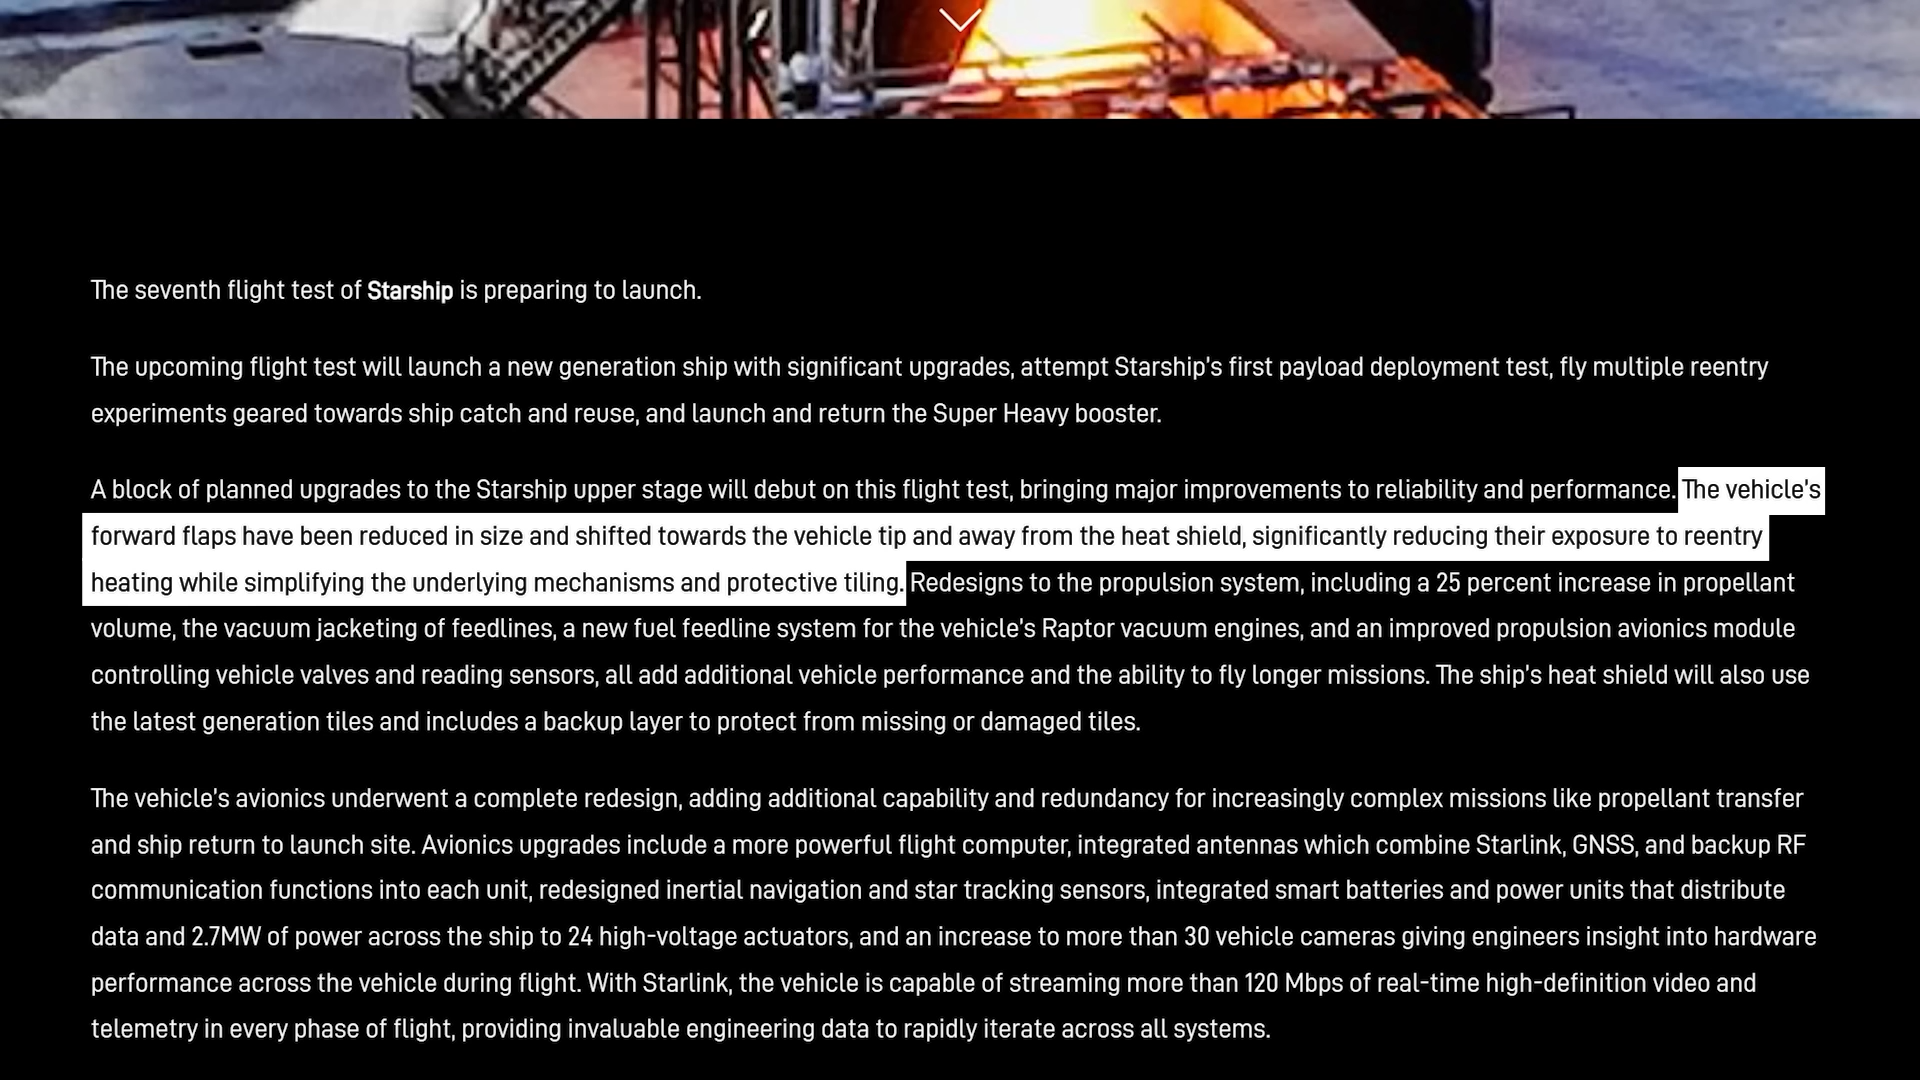 The seventh flight test of Starship is preparing to launch.
The upcoming flight test will launch a new generation ship with significant upgrades, attempt Starship's first payload deployment test, fly multiple reentry
experiments geared towards ship catch and reuse, and launch and return the Super Heavy booster.
A block of planned upgrades to the Starship upper stage will debut on this flight test, bringing major improvements to reliability and performance. The vehicle's
forward flaps have been reduced in size and shifted towards the vehicle tip and away from the heat shield, significantly reducing their exposure to reentry
heating while simplifying the underlying mechanisms and protective tiling. Redesigns to the propulsion system, including a 25 percent increase in propellant
volume, the vacuum jacketing of feedlines, a new fuel feedline system for the vehicle's Raptor vacuum engines, and an improved propulsion avionics module
controlling vehicle valves and reading sensors, all add additional vehicle performance and the ability to fly longer missions. The ship's heat shield will also use
the latest generation tiles and includes a backup layer to protect from missing or damaged tiles.
The vehicle's avionics underwent a complete redesign, adding additional capability and redundancy for increasingly complex missions like propellant transfer
and ship return to launch site. Avionics upgrades include a more powerful flight computer, integrated antennas which combine Starlink, GNSS, and backup RF
communication functions into each unit, redesigned inertial navigation and star tracking sensors, integrated smart batteries and power units that distribute
data and 2.7MW of power across the ship to 24 high-voltage actuators, and an increase to more than 30 vehicle cameras giving engineers insight into hardware
performance across the vehicle during flight. With Starlink, the vehicle is capable of streaming more than 120 Mbps of real-time high-definition video and
telemetry in every phase of flight, providing invaluable engineering data to rapidly iterate across all systems.